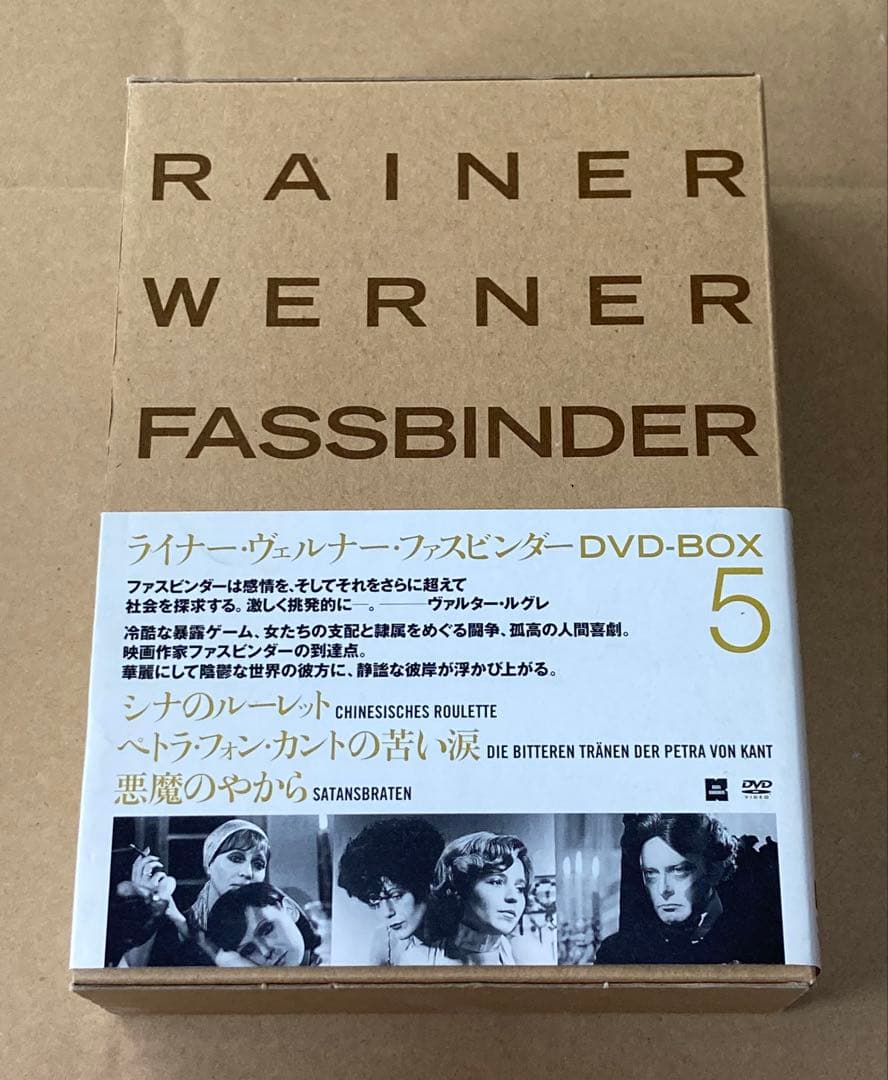 RAINER
WERNER
FASSBINDER
ライナー・ヴェルナー・ファスビンダー DVD-BOX
5
ファスビンダーは感情を、そしてそれをさらに超えて
社会を探求する。激しく挑発的に―。――ヴァルター・ルグレ
冷酷な暴露ゲーム、女たちの支配と隷属をめぐる闘争、孤高の人間喜劇。
映画作家ファスビンダーの到達点。
華麗にして陰鬱な世界の彼方に、静謐な彼岸が浮かび上がる。
シナのルーレット CHINESISCHES ROULETTE
ペトラ・フォン・カントの苦い涙 DIE BITTEREN TRÄNEN DER PETRA VON KANT
悪魔のやから SATANSBRATEN
DVD VIDEO